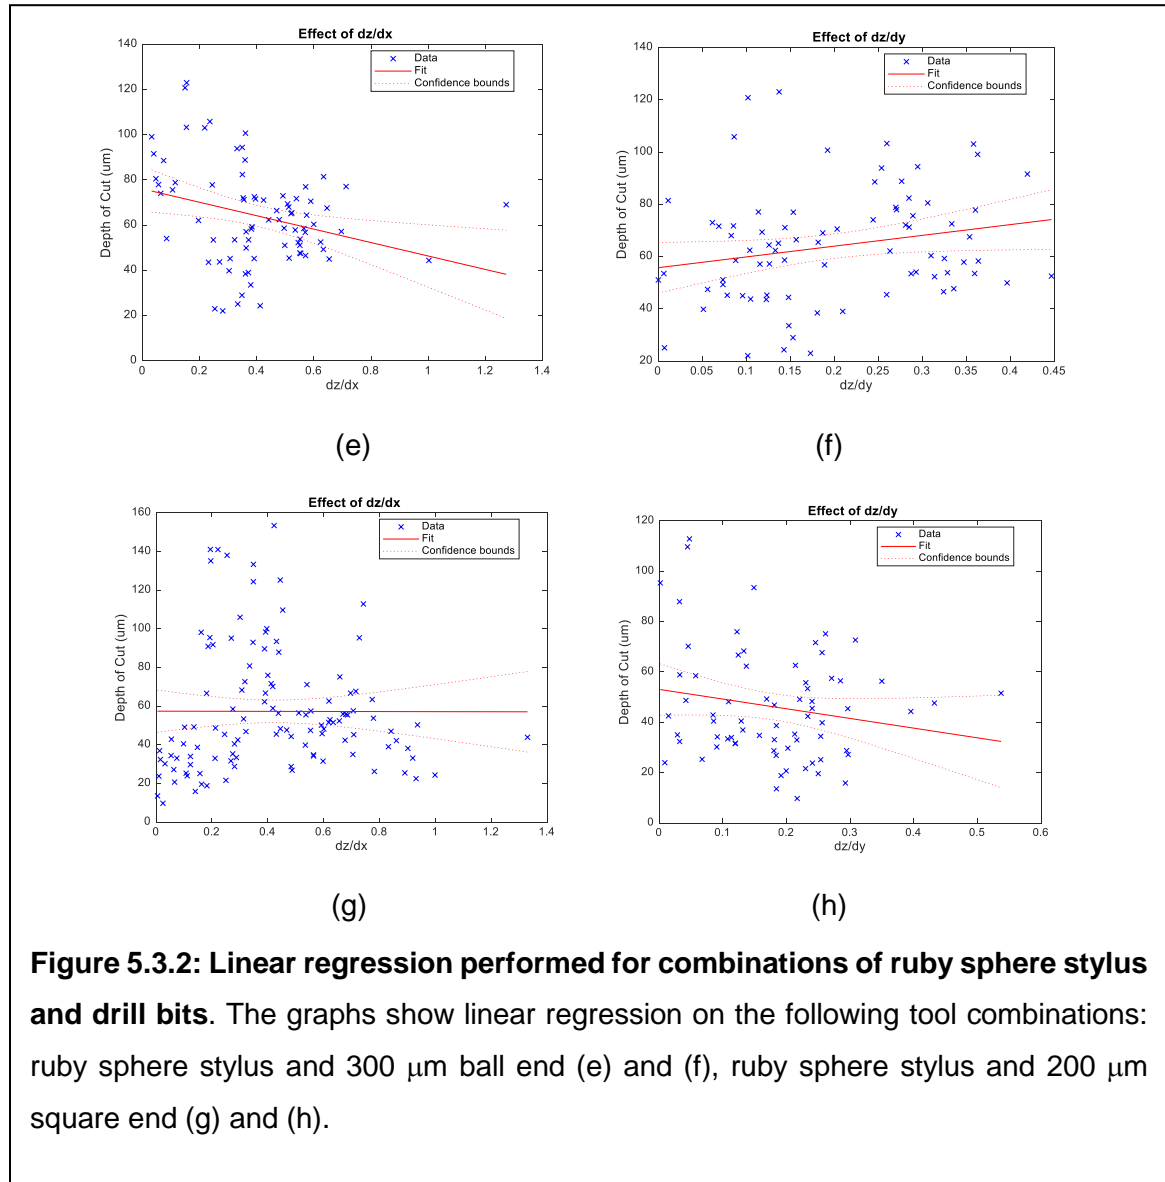 Effect of dz/dx
140
120
100
80
60
40
20
0
Depth of Cut (um)
Data
Fit
Confidence bounds
0 0.2 0.4 0.6 0.8 1 1.2 1.4
dz/dx
(e)
Effect of dz/dy
140
120
100
80
60
40
20
Depth of Cut (um)
Data
Fit
Confidence bounds
0 0.05 0.1 0.15 0.2 0.25 0.3 0.35 0.4 0.45
dz/dy
(f)
Effect of dz/dx
160
140
120
100
80
60
40
20
0
Depth of Cut (um)
Data
Fit
Confidence bounds
0 0.2 0.4 0.6 0.8 1 1.2 1.4
dz/dx
(g)
Effect of dz/dy
120
100
80
60
40
20
0
Depth of Cut (um)
Data
Fit
Confidence bounds
0 0.1 0.2 0.3 0.4 0.5 0.6
dz/dy
(h)
Figure 5.3.2: Linear regression performed for combinations of ruby sphere stylus
and drill bits. The graphs show linear regression on the following tool combinations:
ruby sphere stylus and 300 μm ball end (e) and (f), ruby sphere stylus and 200 μm
square end (g) and (h).